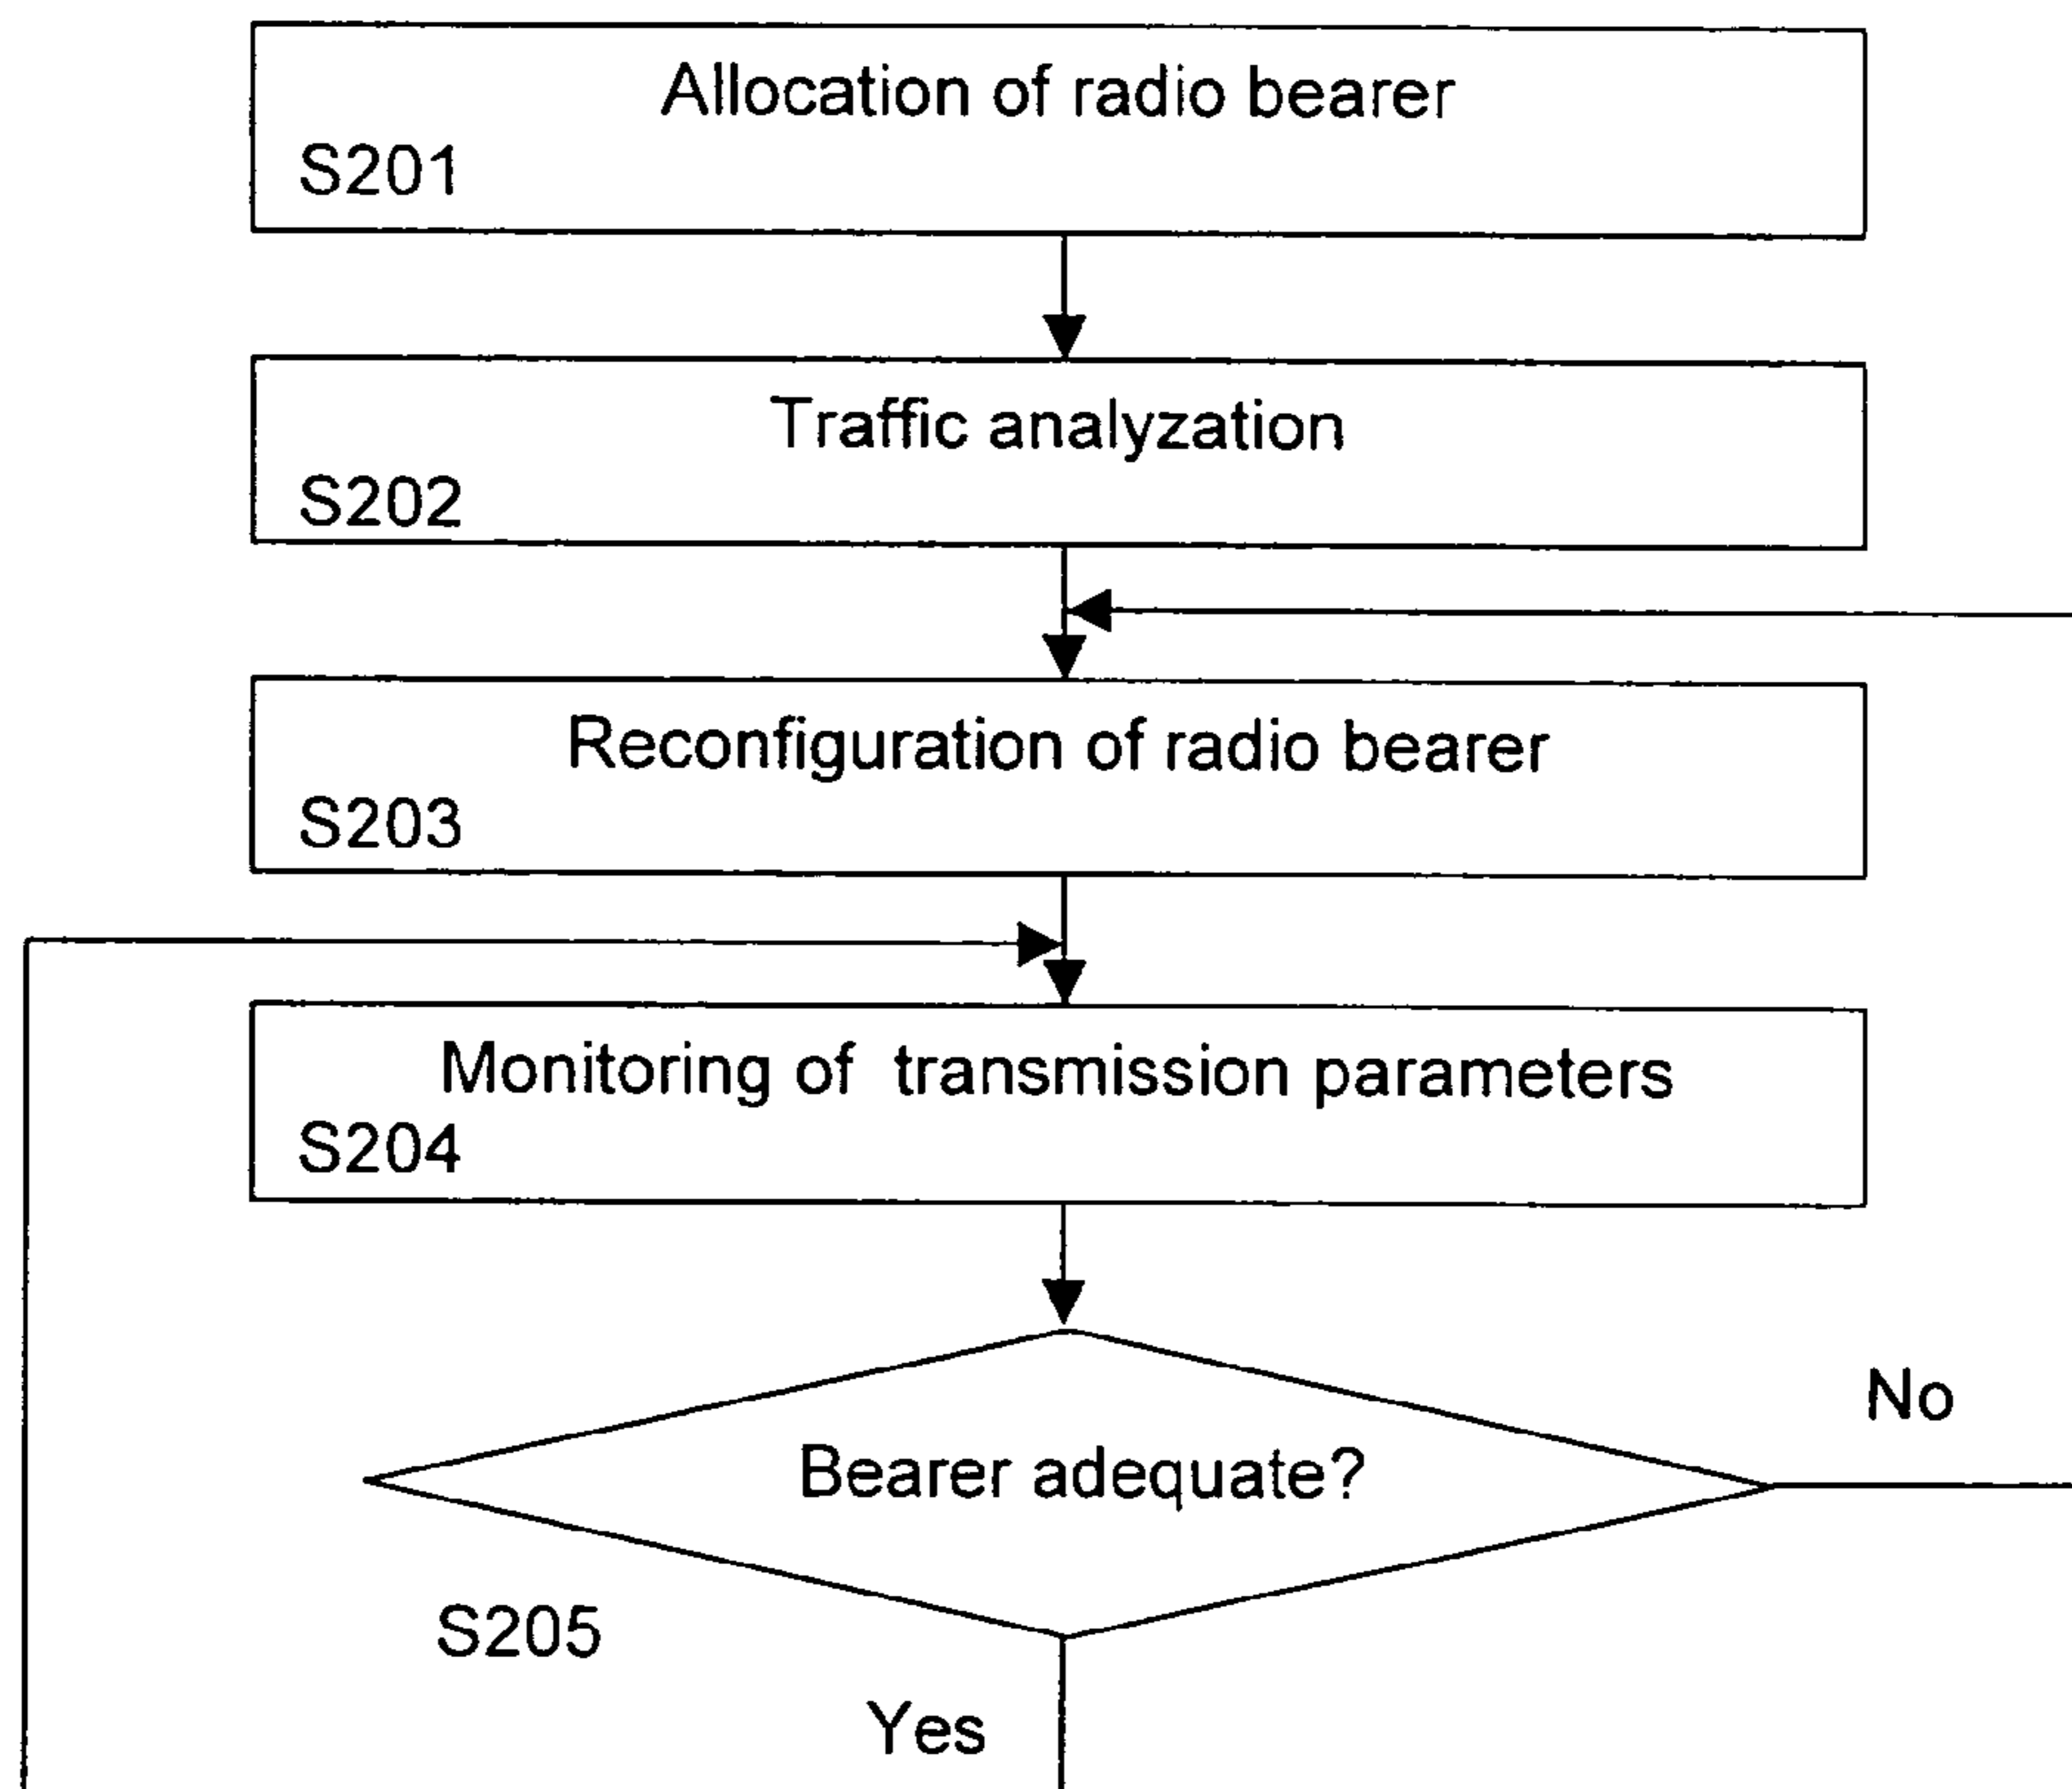 Allocation of radio bearer
S201
Traffic analyzation
S202
Reconfiguration of radio bearer
S203
Monitoring of transmission parameters
S204
No
Bearer adequate?
S205
Yes